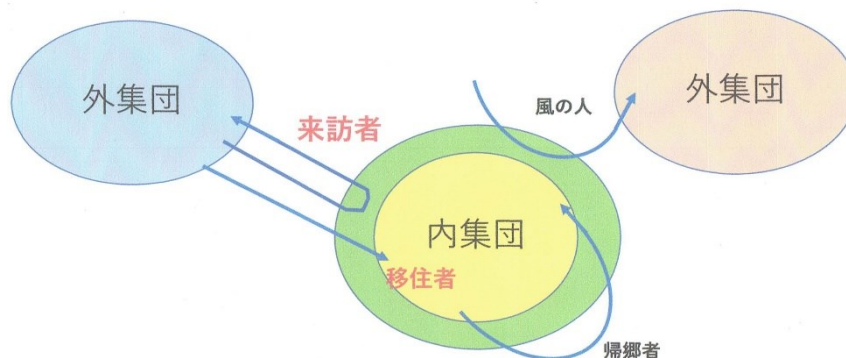 外集団
外集団
風の人
来訪者
内集団
移住者
帰郷者